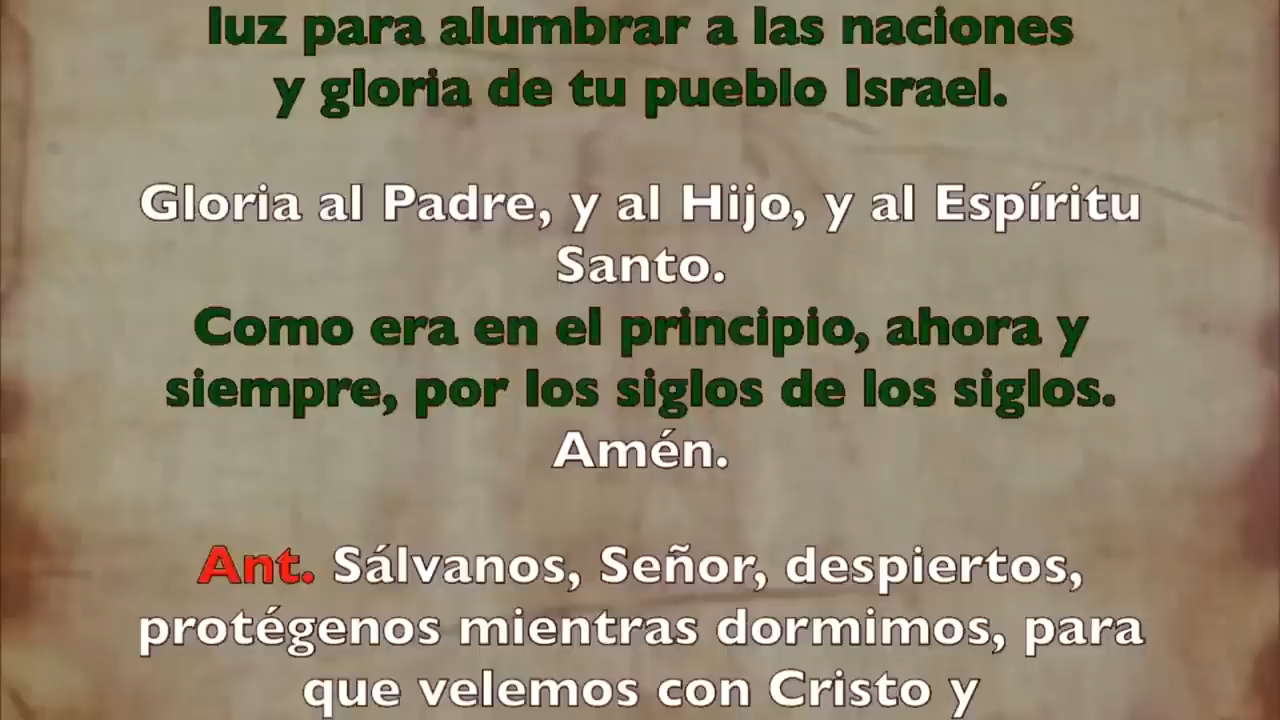 luz para alumbrar a las naciones
y gloria de tu pueblo Israel.
Gloria al Padre, y al Hijo, y al Espíritu
Santo.
Como era en el principio, ahora y
siempre, por los siglos de los siglos.
Amén.
Ant. Sálvanos, Señor, despiertos,
protégenos mientras dormimos, para
que velemos con Cristo y